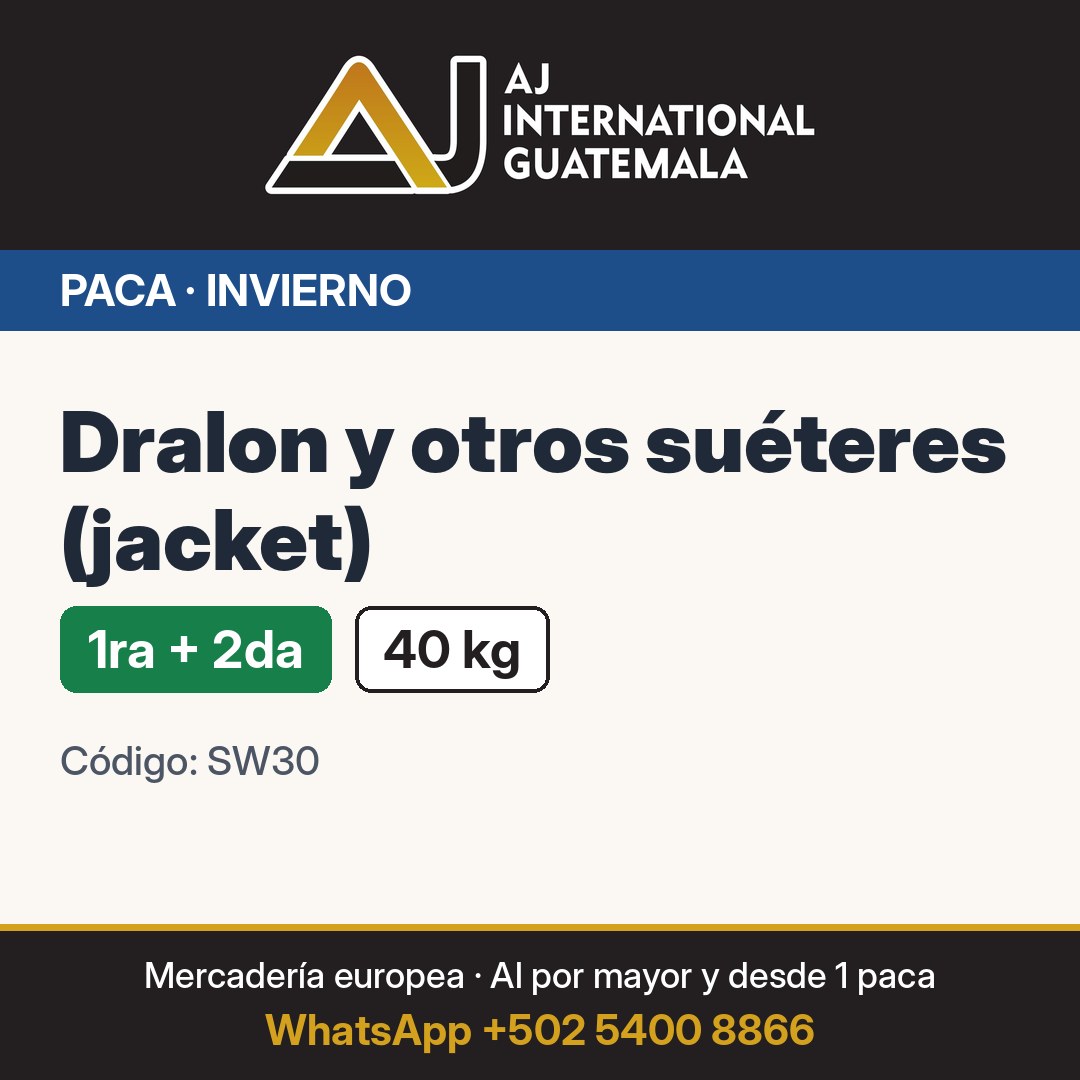 AJ
AJ
INTERNATIONAL
GUATEMALA
PACA · INVIERNO
Dralon y otros suéteres
(jacket)
1ra + 2da
40 kg
Código: SW30
Mercadería europea · Al por mayor y desde 1 paca
WhatsApp +502 5400 8866